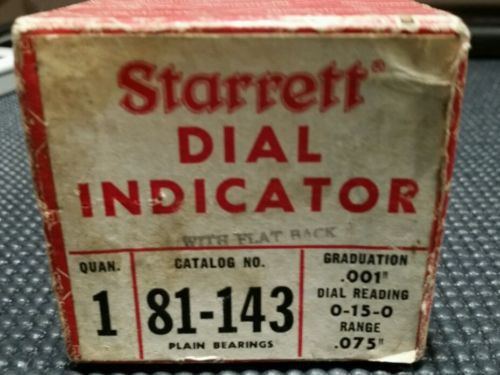 Starrett®
DIAL
INDICATOR
WITH FLAT BACK
QUAN.
1
CATALOG NO.
81-143
PLAIN BEARINGS
GRADUATION
.001"
DIAL READING
0-15-0
RANGE
.075"